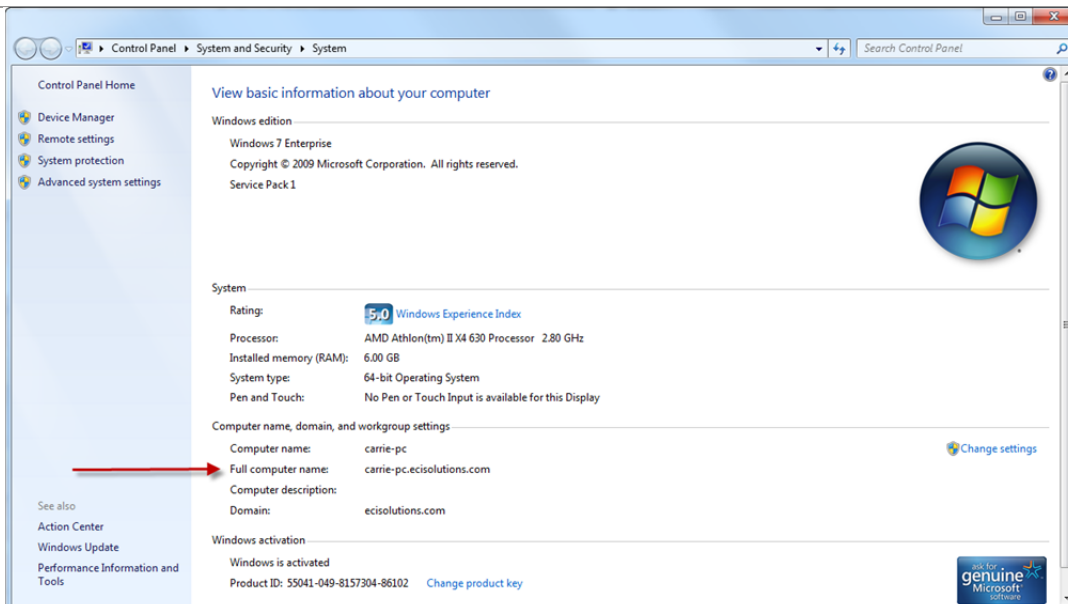 Control Panel ▸ System and Security ▸ System
Search Control Panel
Control Panel Home
Device Manager
Remote settings
System protection
Advanced system settings
See also
Action Center
Windows Update
Performance Information and
Tools
View basic information about your computer
Windows edition
Windows 7 Enterprise
Copyright © 2009 Microsoft Corporation. All rights reserved.
Service Pack 1
System
Rating: 5,0 Windows Experience Index
Processor: AMD Athlon(tm) II X4 630 Processor 2.80 GHz
Installed memory (RAM): 6.00 GB
System type: 64-bit Operating System
Pen and Touch: No Pen or Touch Input is available for this Display
Computer name, domain, and workgroup settings
Computer name: carrie-pc
Change settings
Full computer name: carrie-pc.ecisolutions.com
Computer description:
Domain: ecisolutions.com
Windows activation
Windows is activated
Product ID: 55041-049-8157304-86102 Change product key
ask for
genuine
Microsoft
software